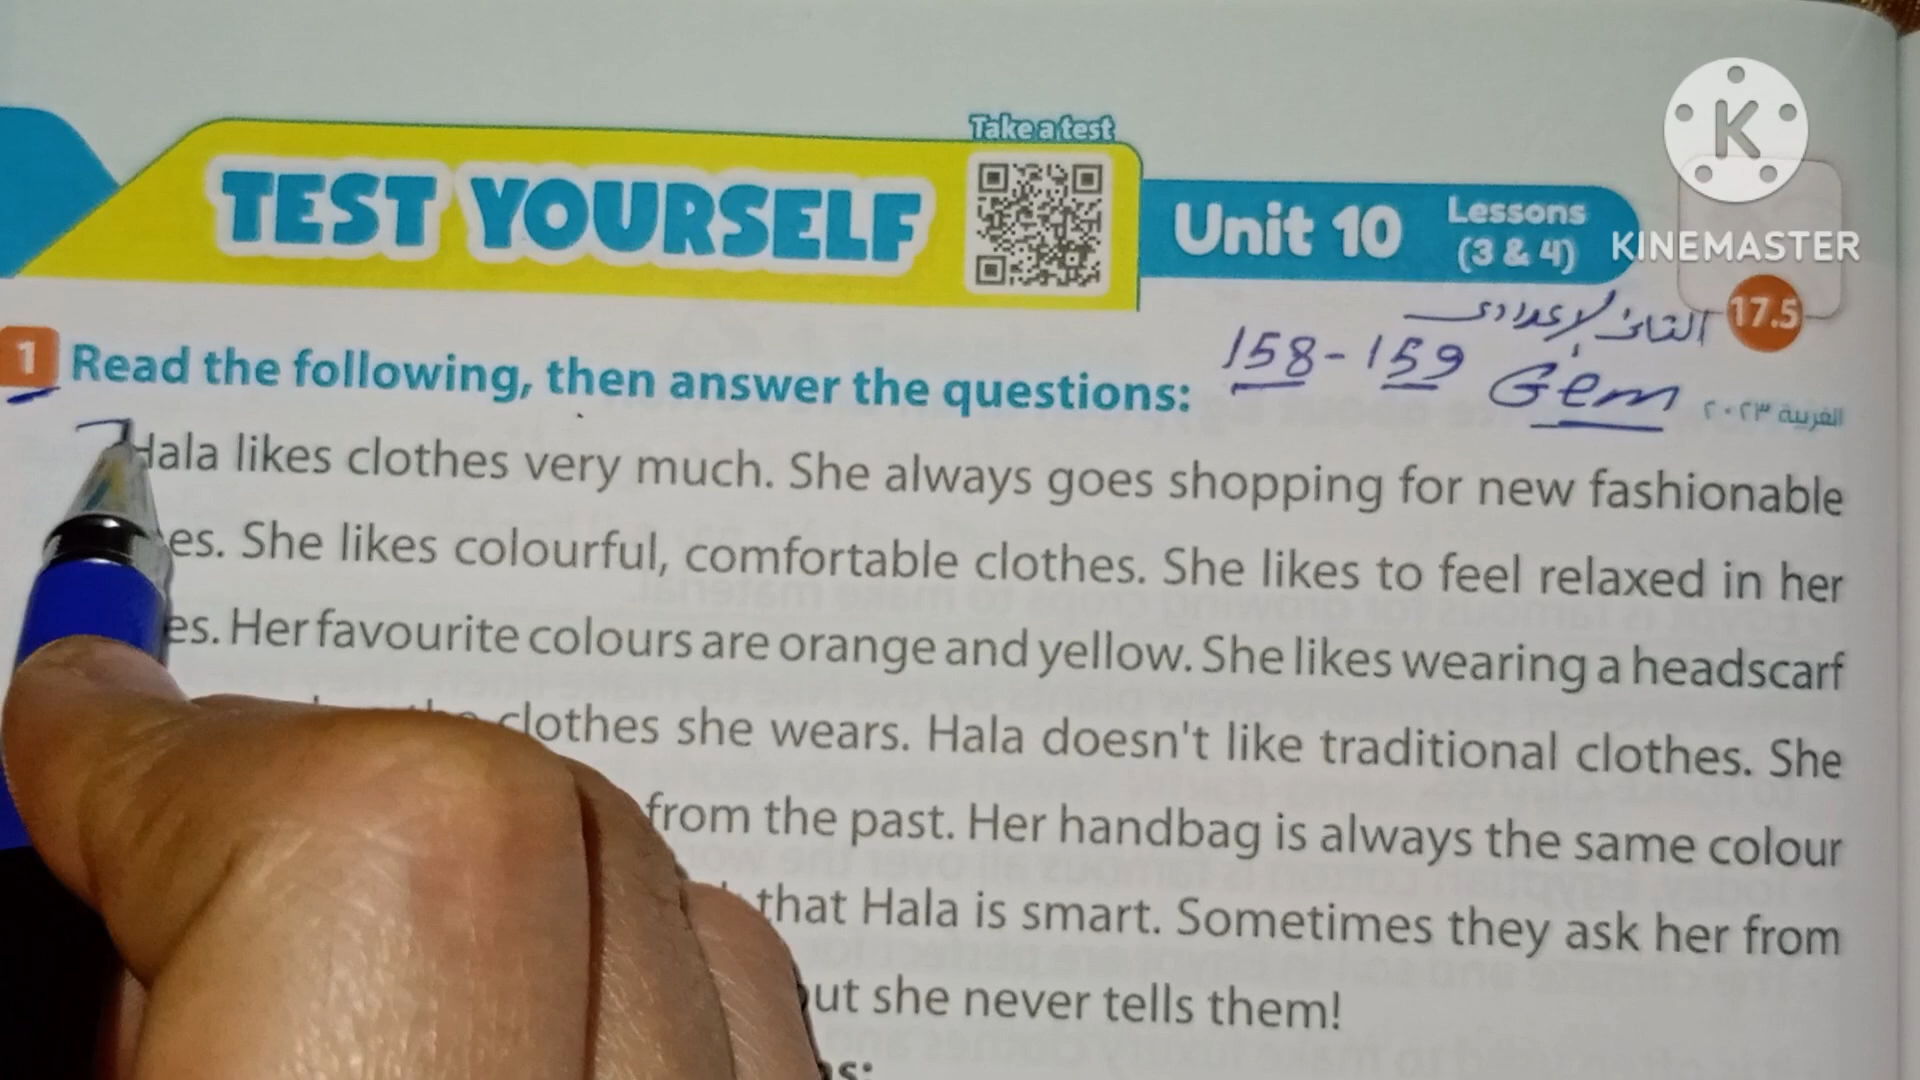 Take a test
TEST YOURSELF
Unit 10
Lessons
(3 & 4)
K
KINEMASTER
17.5
158-159
الثاني الإعدادى
Gem
الغربية ٢٠٢٣
1 Read the following, then answer the questions:
Hala likes clothes very much. She always goes shopping for new fashionable
es. She likes colourful, comfortable clothes. She likes to feel relaxed in her
es. Her favourite colours are orange and yellow. She likes wearing a headscarf
clothes she wears. Hala doesn't like traditional clothes. She
from the past. Her handbag is always the same colour
that Hala is smart. Sometimes they ask her from
out she never tells them!